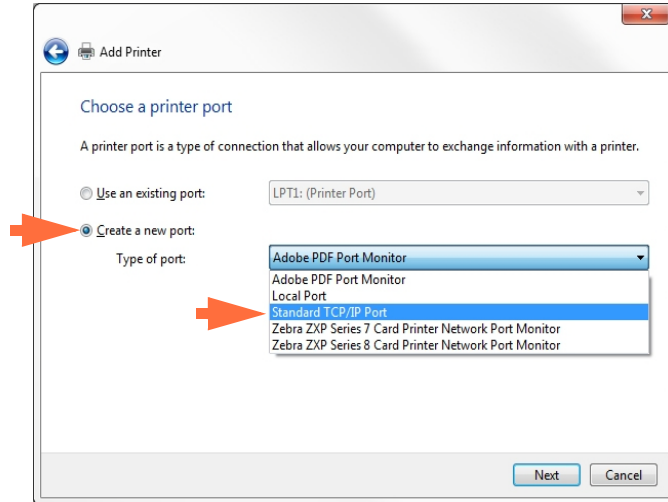 Add Printer
Choose a printer port
A printer port is a type of connection that allows your computer to exchange information with a printer.
Use an existing port: LPT1: (Printer Port)
Create a new port:
Type of port: Adobe PDF Port Monitor
Adobe PDF Port Monitor
Local Port
Standard TCP/IP Port
Zebra ZXP Series 7 Card Printer Network Port Monitor
Zebra ZXP Series 8 Card Printer Network Port Monitor
Next Cancel